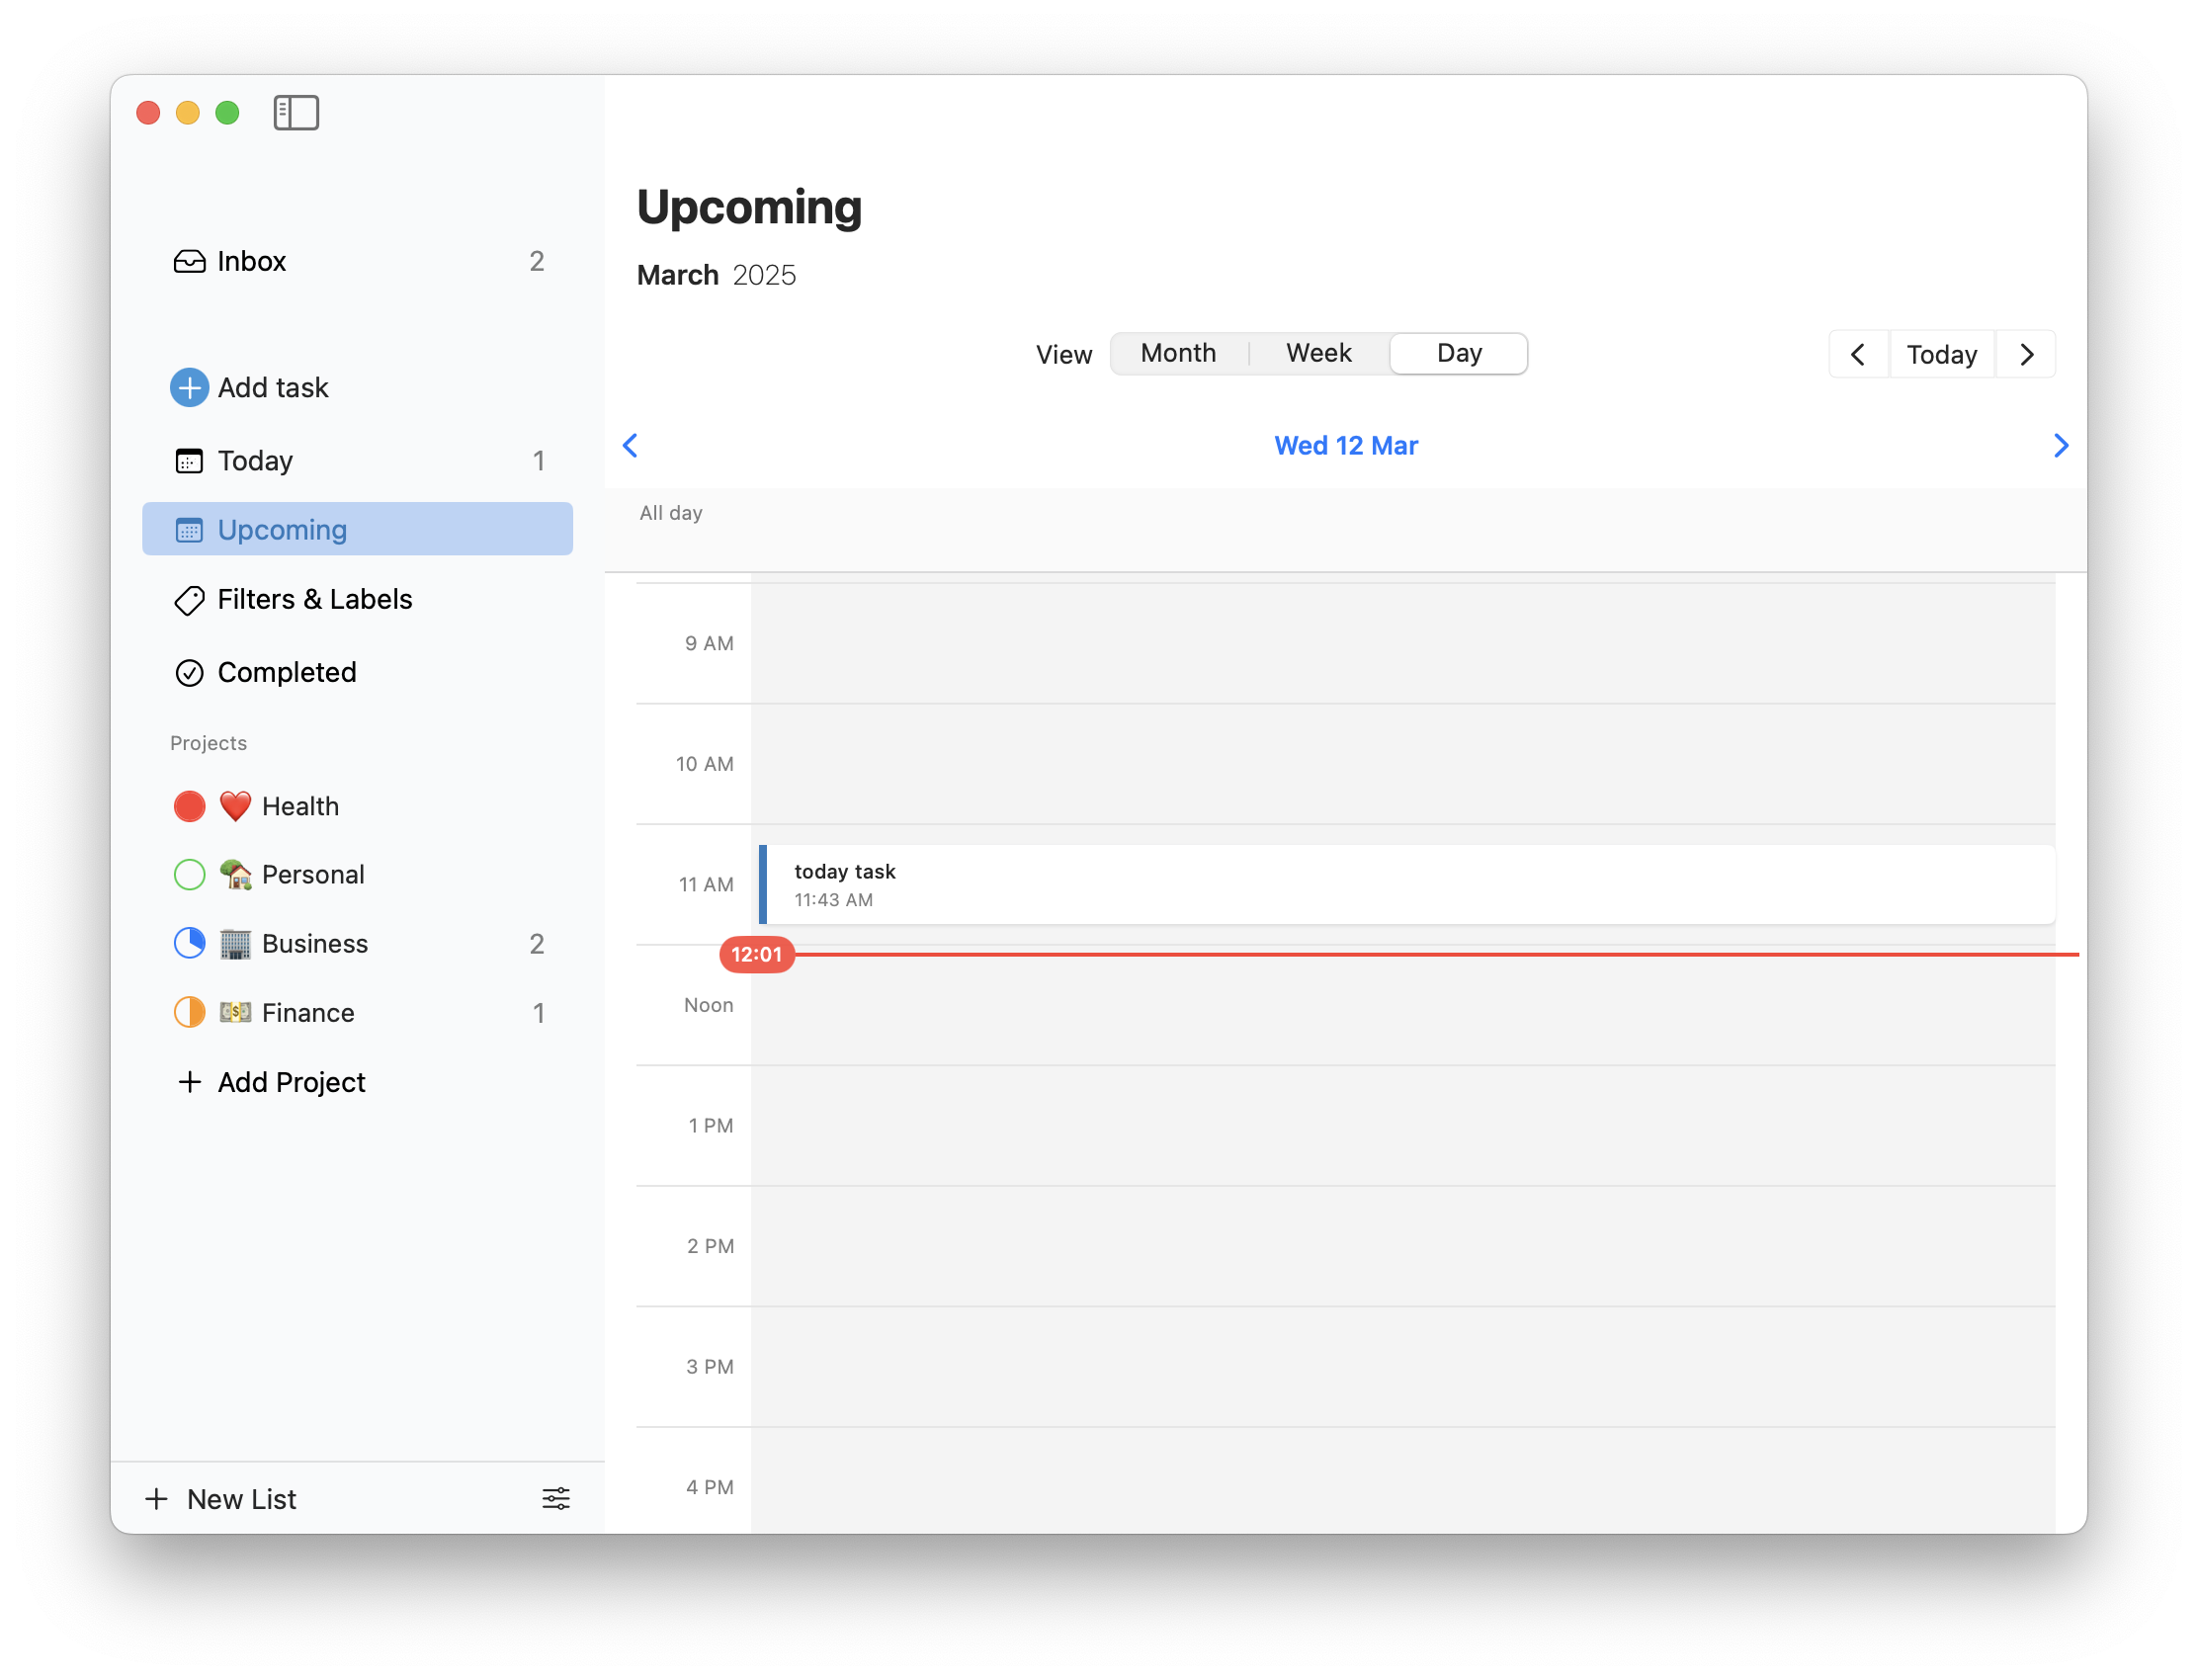 Inbox 2
Add task
Today 1
Upcoming
Filters & Labels
Completed
Projects
Health
Personal
Business 2
Finance 1
Add Project
New List
Upcoming
March 2025
View Month Week Day
Today
Wed 12 Mar
All day
9 AM
10 AM
11 AM
today task
11:43 AM
12:01
Noon
1 PM
2 PM
3 PM
4 PM